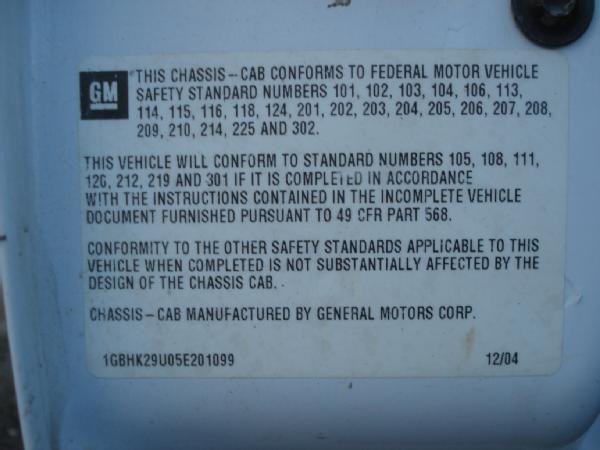 GM
THIS CHASSIS-CAB CONFORMS TO FEDERAL MOTOR VEHICLE
SAFETY STANDARD NUMBERS 101, 102, 103, 104, 106, 113,
114, 115, 116, 118, 124, 201, 202, 203, 204, 205, 206, 207, 208,
209, 210, 214, 225 AND 302.
THIS VEHICLE WILL CONFORM TO STANDARD NUMBERS 105, 108, 111,
120, 212, 219 AND 301 IF IT IS COMPLETED IN ACCORDANCE
WITH THE INSTRUCTIONS CONTAINED IN THE INCOMPLETE VEHICLE
DOCUMENT FURNISHED PURSUANT TO 49 CFR PART 568.
CONFORMITY TO THE OTHER SAFETY STANDARDS APPLICABLE TO THIS
VEHICLE WHEN COMPLETED IS NOT SUBSTANTIALLY AFFECTED BY THE
DESIGN OF THE CHASSIS CAB.
CHASSIS-CAB MANUFACTURED BY GENERAL MOTORS CORP.
1GBHK29U05E201099 12/04